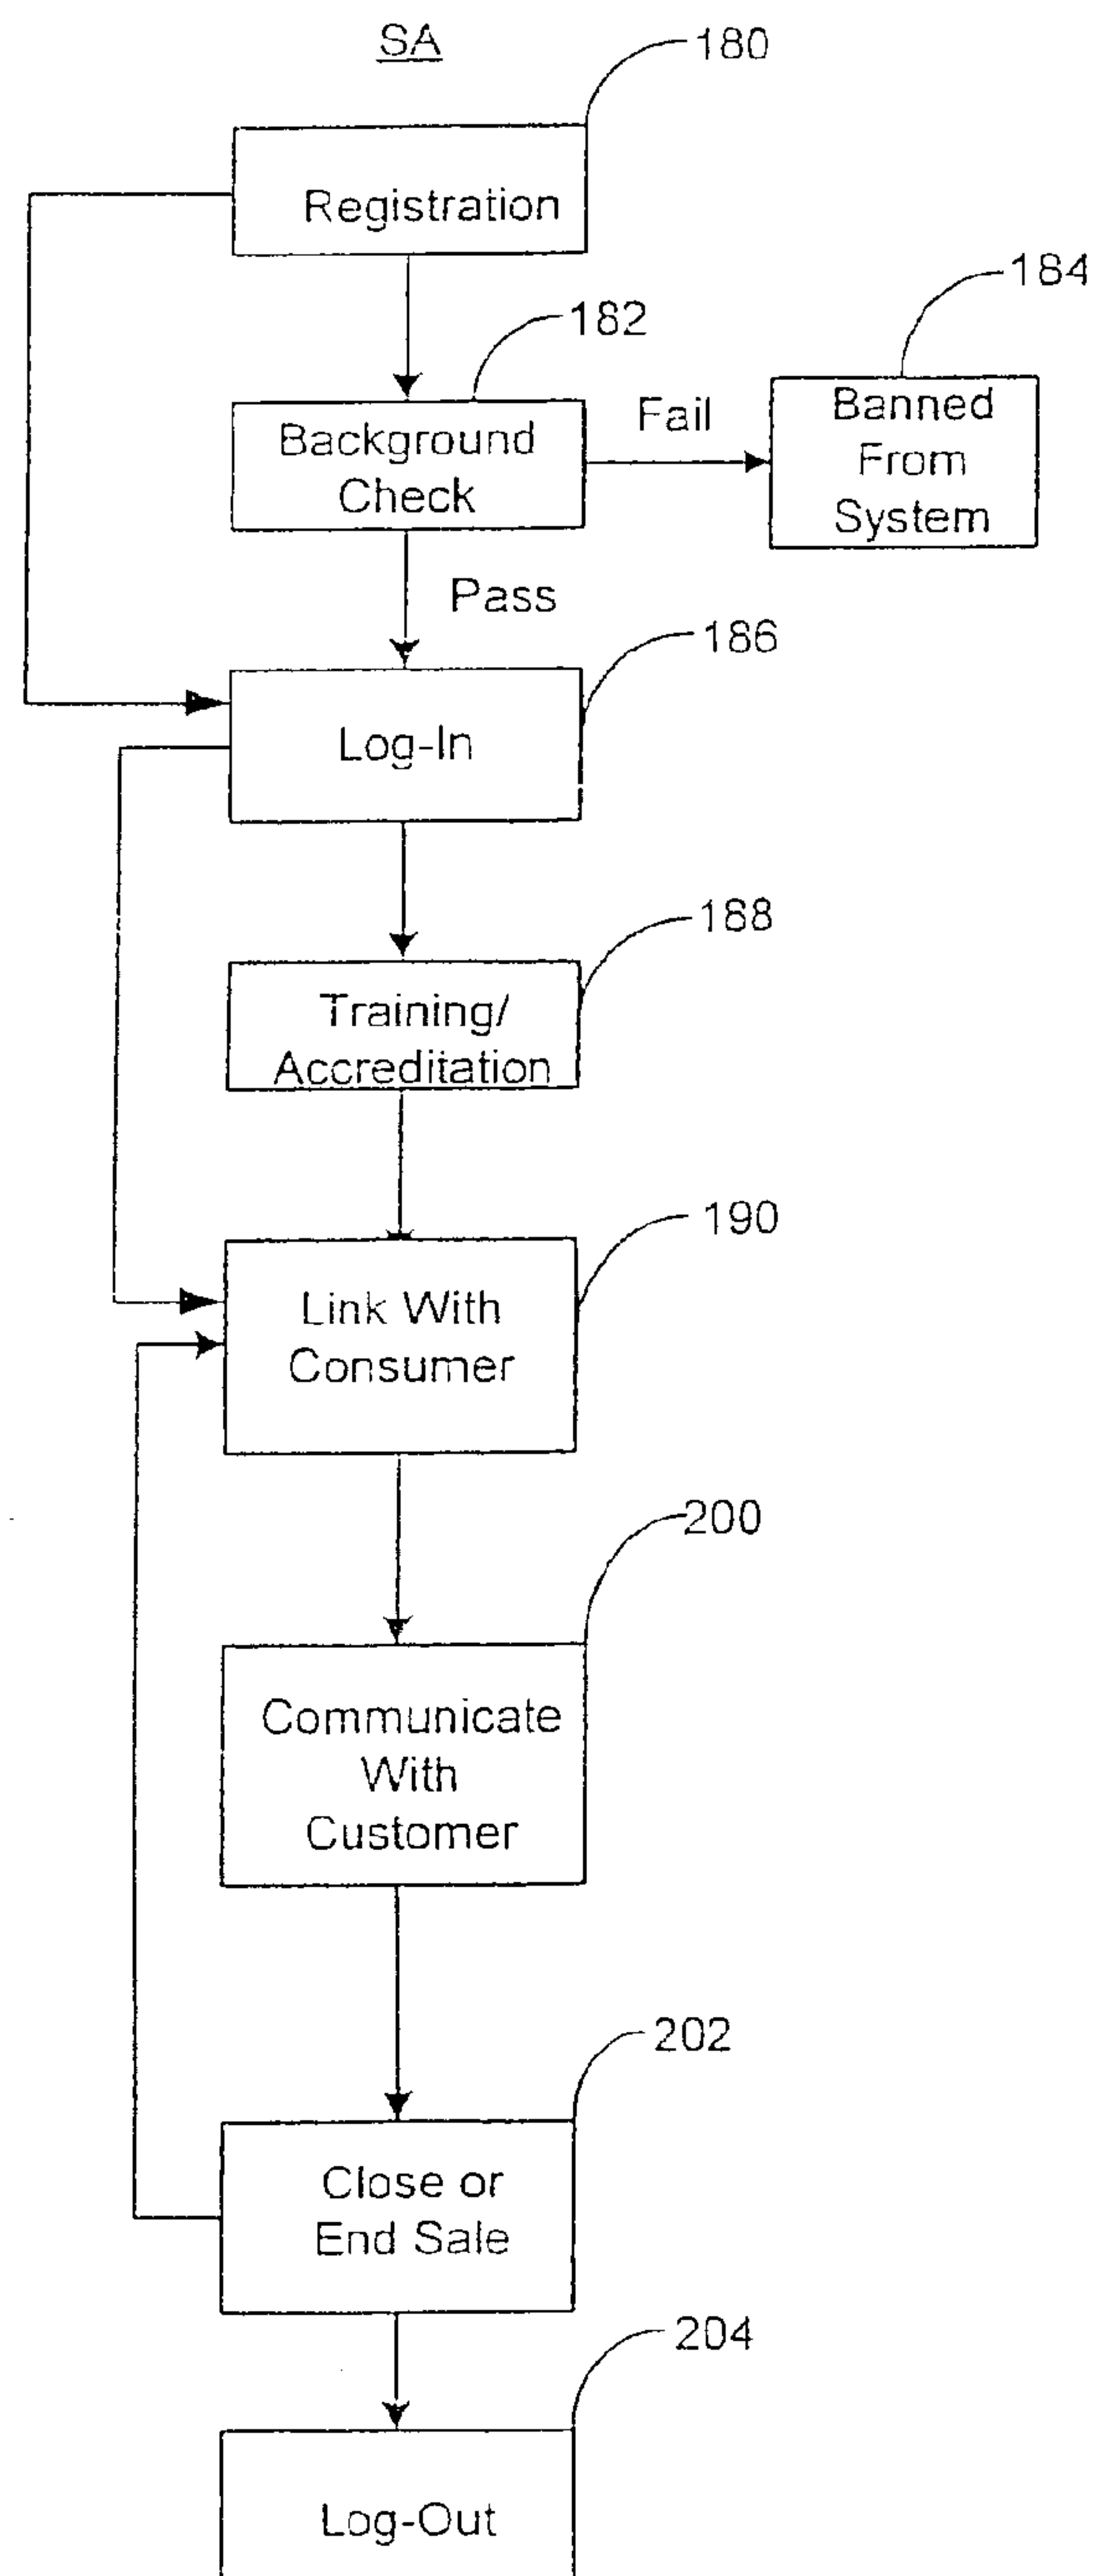 SA
180
Registration
182
184
Background
Check
Fail
Banned
From
System
Pass
186
Log-In
188
Training/
Accreditation
190
Link With
Consumer
200
Communicate
With
Customer
202
Close or
End Sale
204
Log-Out